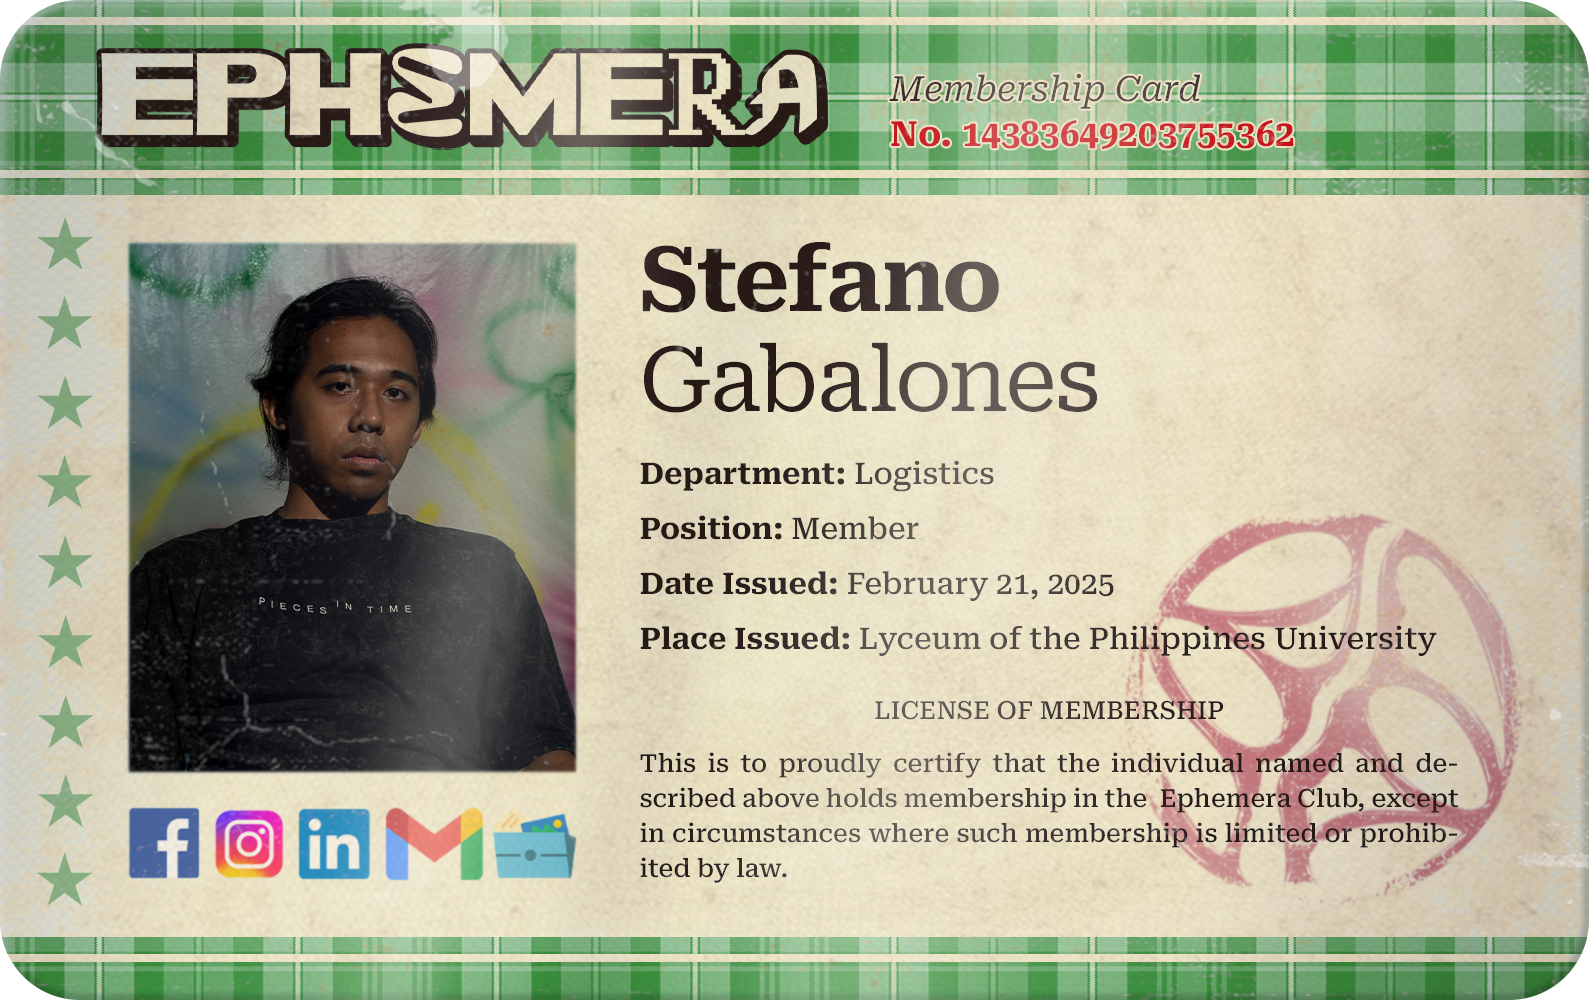 EPHEMERA
Membership Card
No. 14383649203755362
Stefano
Gabalones
Department: Logistics
Position: Member
Date Issued: February 21, 2025
Place Issued: Lyceum of the Philippines University
PIECES IN TIME
LICENSE OF MEMBERSHIP
This is to proudly certify that the individual named and de-
scribed above holds membership in the Ephemera Club, except
in circumstances where such membership is limited or prohib-
ited by law.
f
in